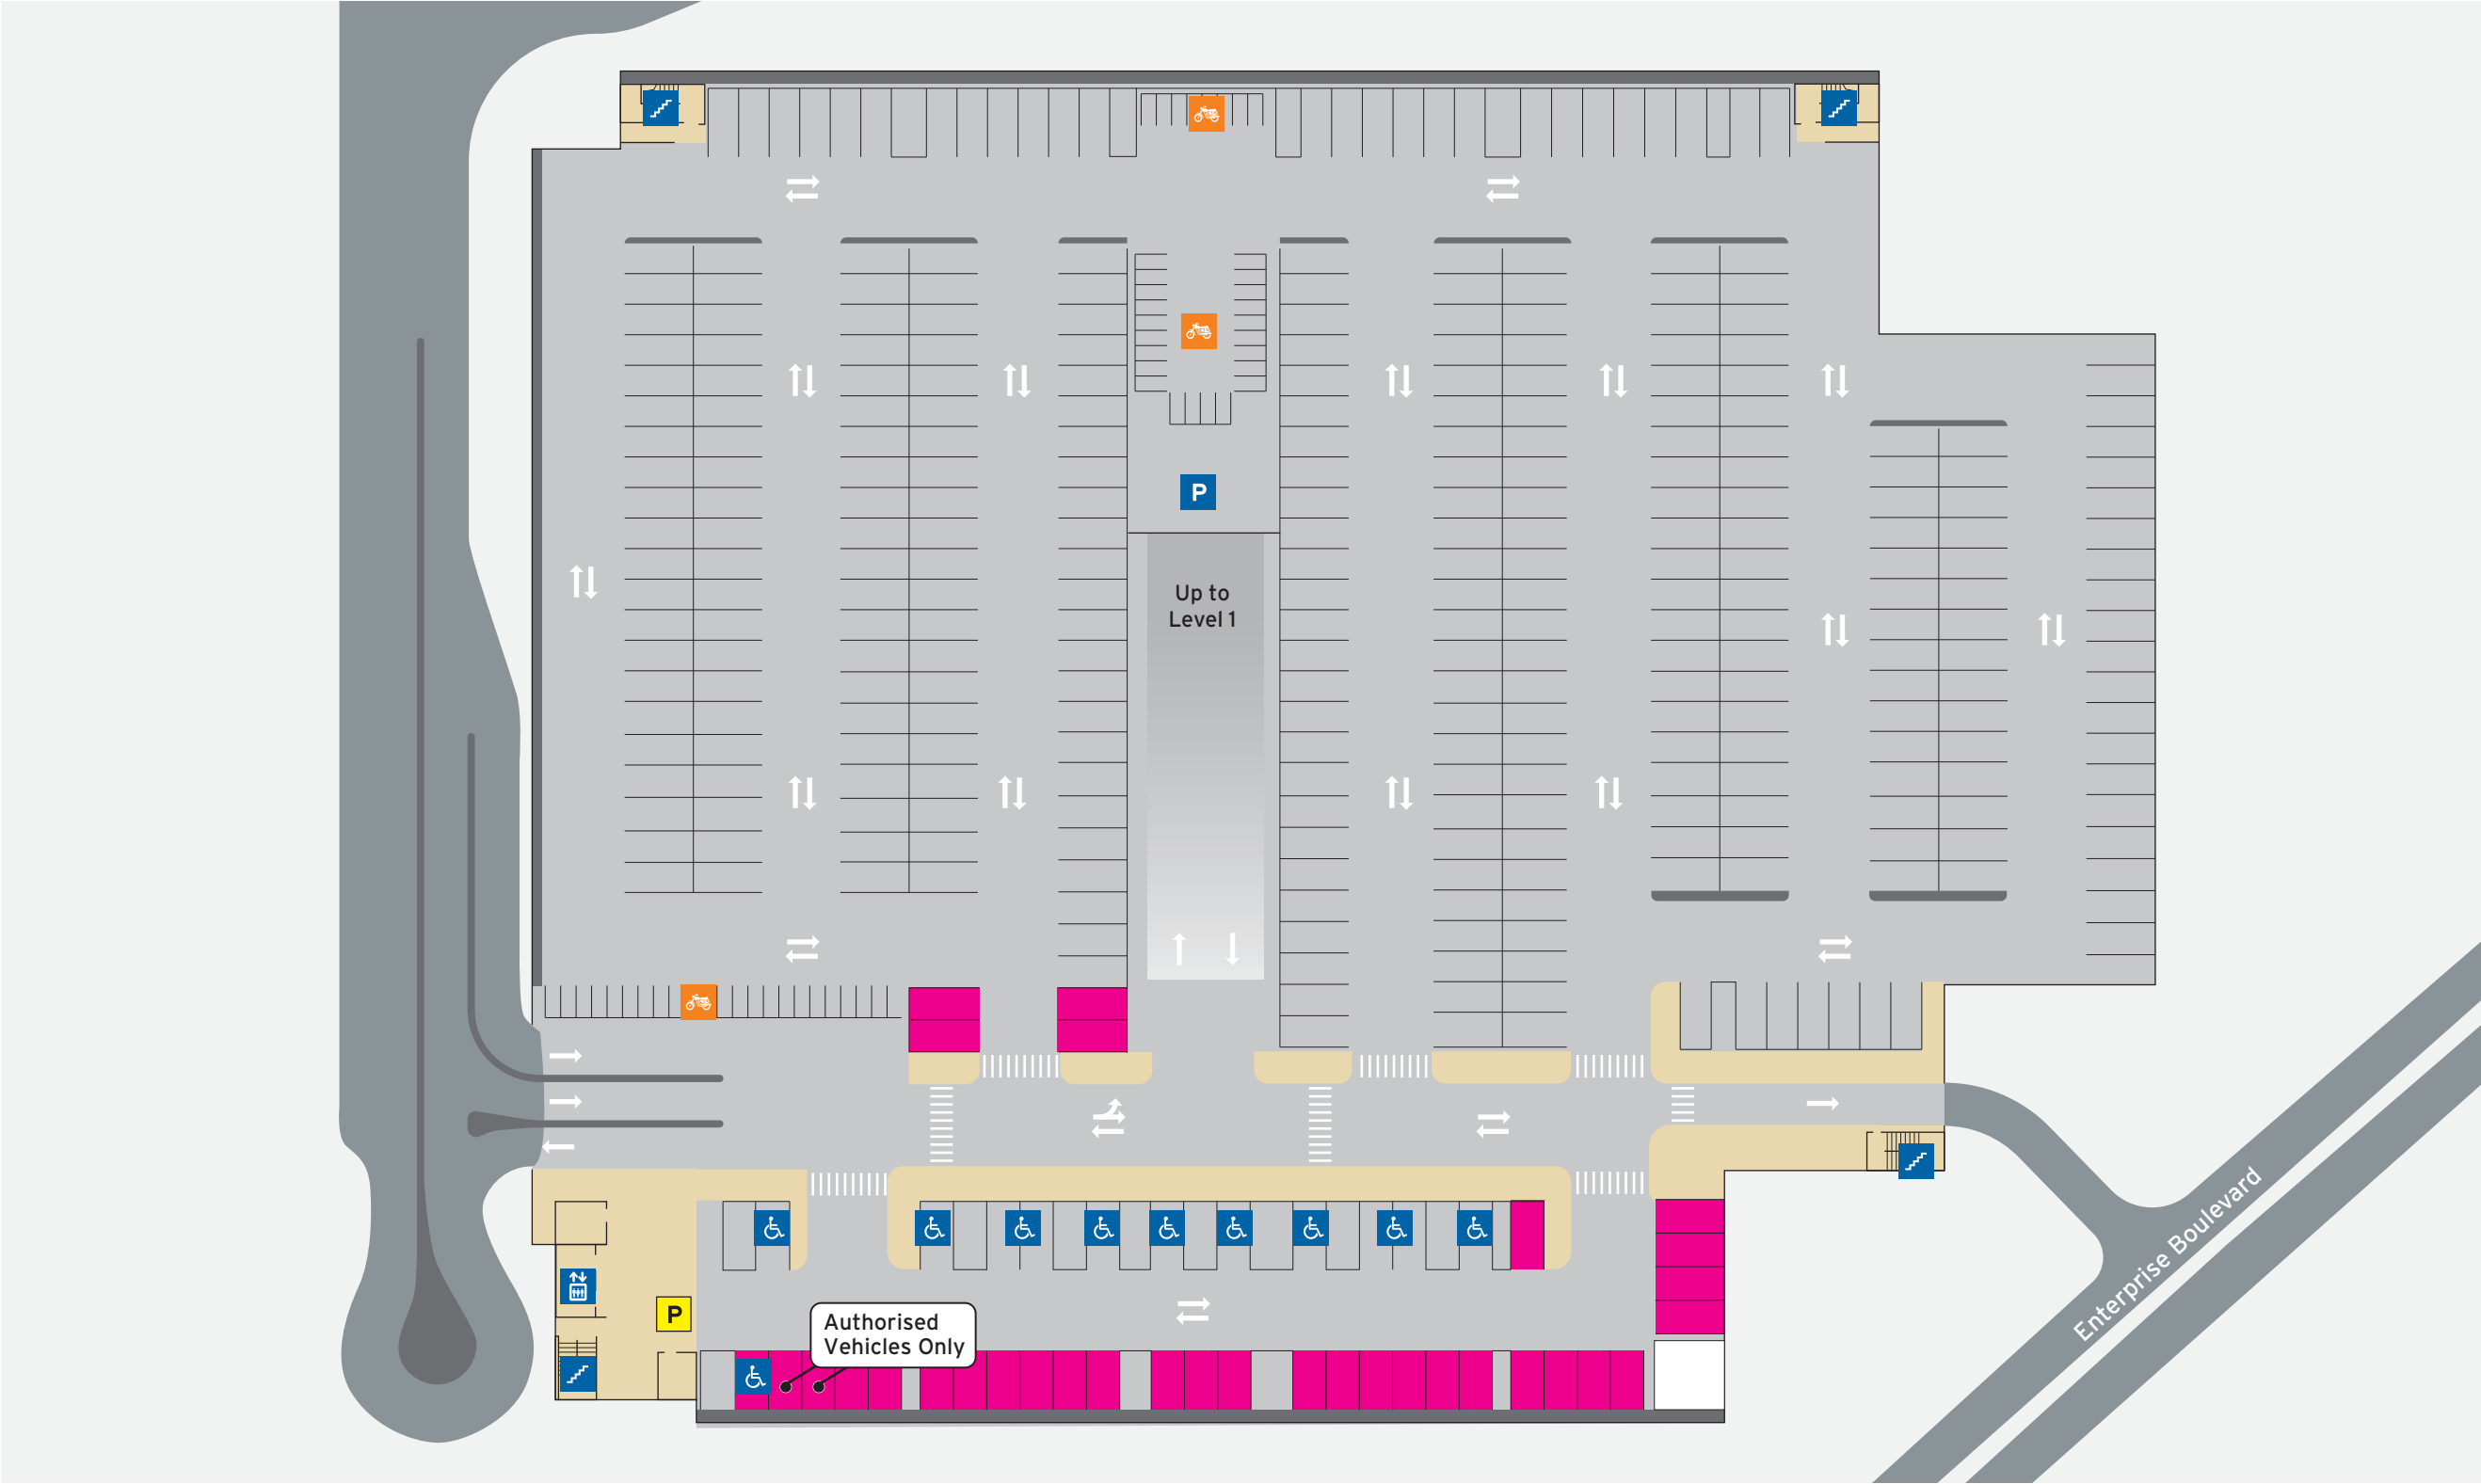 P
Up to
Level 1
Enterprise Boulevard
P
Authorised
Vehicles Only